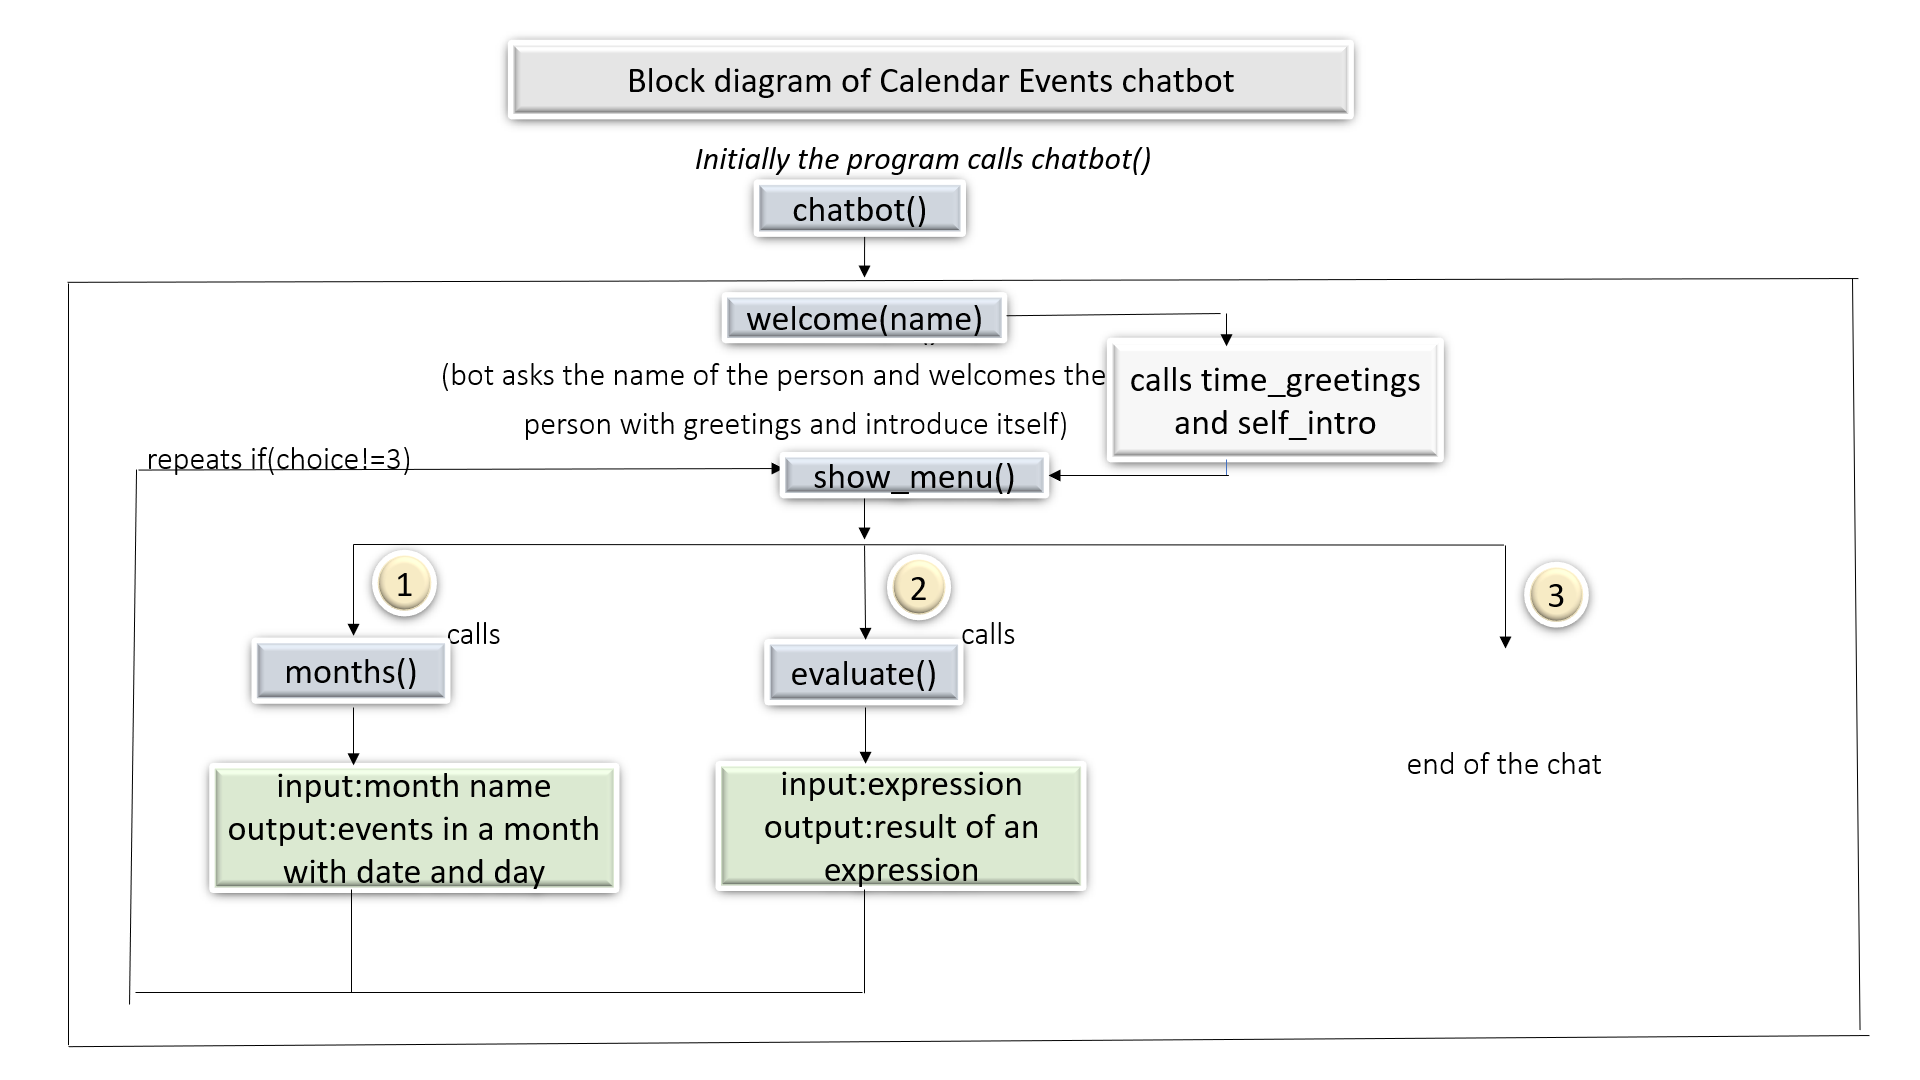 Block diagram of Calendar Events chatbot
Initially the program calls chatbot()
chatbot()
welcome(name)
(bot asks the name of the person and welcomes the
person with greetings and introduce itself)
calls time_greetings
and self_intro
repeats if(choice!=3)
show_menu()
1
2
3
calls
calls
months()
evaluate()
input:month name
output:events in a month
with date and day
input:expression
output:result of an
expression
end of the chat